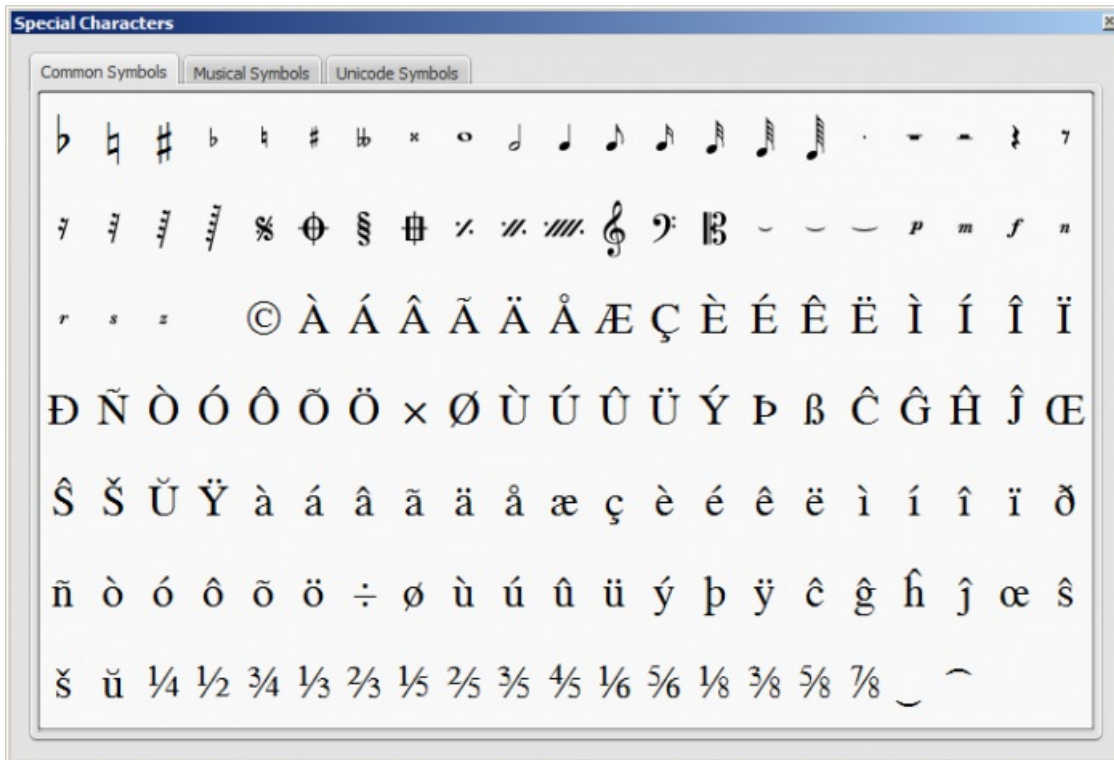 Special Characters
Common Symbols Musical Symbols Unicode Symbols
♭ ♮ ♯ ♭ ♮ ♯ 𝄫 𝄪 𝅝 𝅗𝅥 𝅘𝅥 𝅘𝅥𝅮 𝅘𝅥𝅯 𝅘𝅥𝅰 𝅘𝅥𝅱 𝅘𝅥𝅲 . 𝄻 𝄼 𝄽 𝄾
𝄿 𝅀 𝅁 𝅂 𝄋 𝄌 § 𝄎 𝄏 𝄞 𝄢 𝄡 p m f n
r s z © À Á Â Ã Ä Å Æ Ç È É Ê Ë Ì Í Î Ï
Ð Ñ Ò Ó Ô Õ Ö × Ø Ù Ú Û Ü Ý Þ ß Ĉ Ĝ Ĥ Ĵ Œ
Ŝ Š Ŭ Ÿ à á â ã ä å æ ç è é ê ë ì í î ï ð
ñ ò ó ô õ ö ÷ ø ù ú û ü ý þ ÿ ĉ ĝ ĥ ĵ œ ŝ
š ŭ ¼ ½ ¾ ⅓ ⅔ ⅕ ⅖ ⅗ ⅘ ⅙ ⅚ ⅛ ⅜ ⅝ ⅞ ‿ ⁀